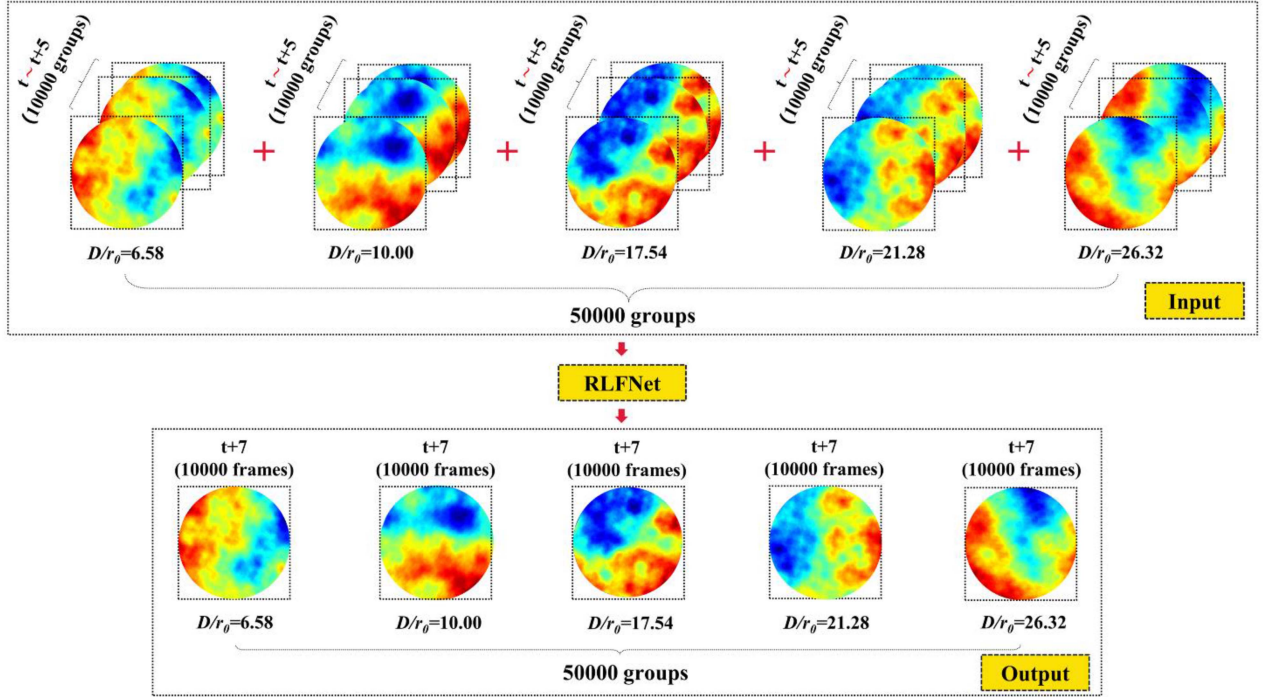 t ~ t+5
(10000 groups)
t ~ t+5
(10000 groups)
t ~ t+5
(10000 groups)
t ~ t+5
(10000 groups)
t ~ t+5
(10000 groups)
+
+
+
+
D/r₀=6.58
D/r₀=10.00
D/r₀=17.54
D/r₀=21.28
D/r₀=26.32
50000 groups
Input
RLFNet
t+7
(10000 frames)
t+7
(10000 frames)
t+7
(10000 frames)
t+7
(10000 frames)
t+7
(10000 frames)
D/r₀=6.58
D/r₀=10.00
D/r₀=17.54
D/r₀=21.28
D/r₀=26.32
50000 groups
Output